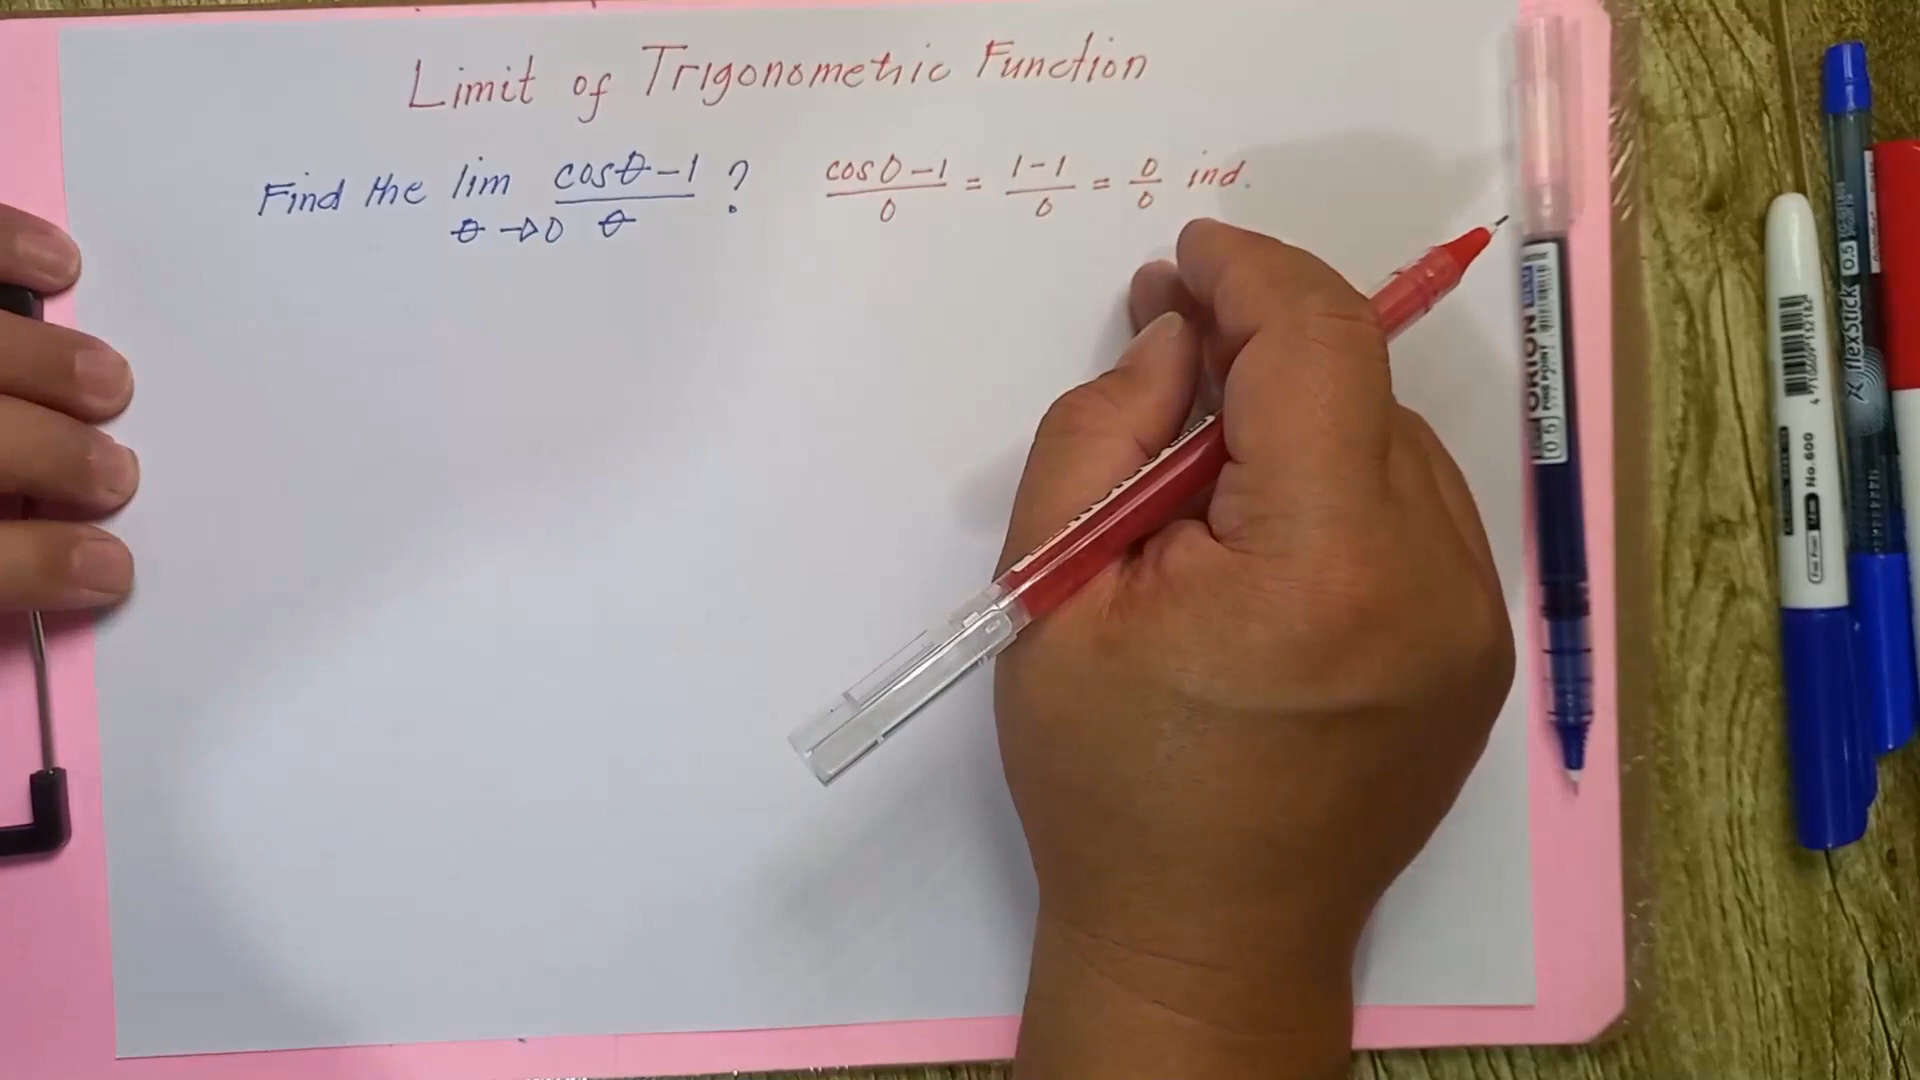 Limit of Trigonometric Function
Find the lim θ→0 cosθ-1/θ ? cos0-1/0 = 1-1/0 = 0/0 ind.
ORION
FINE POINT
0.5
No.600
flexstick 0.5